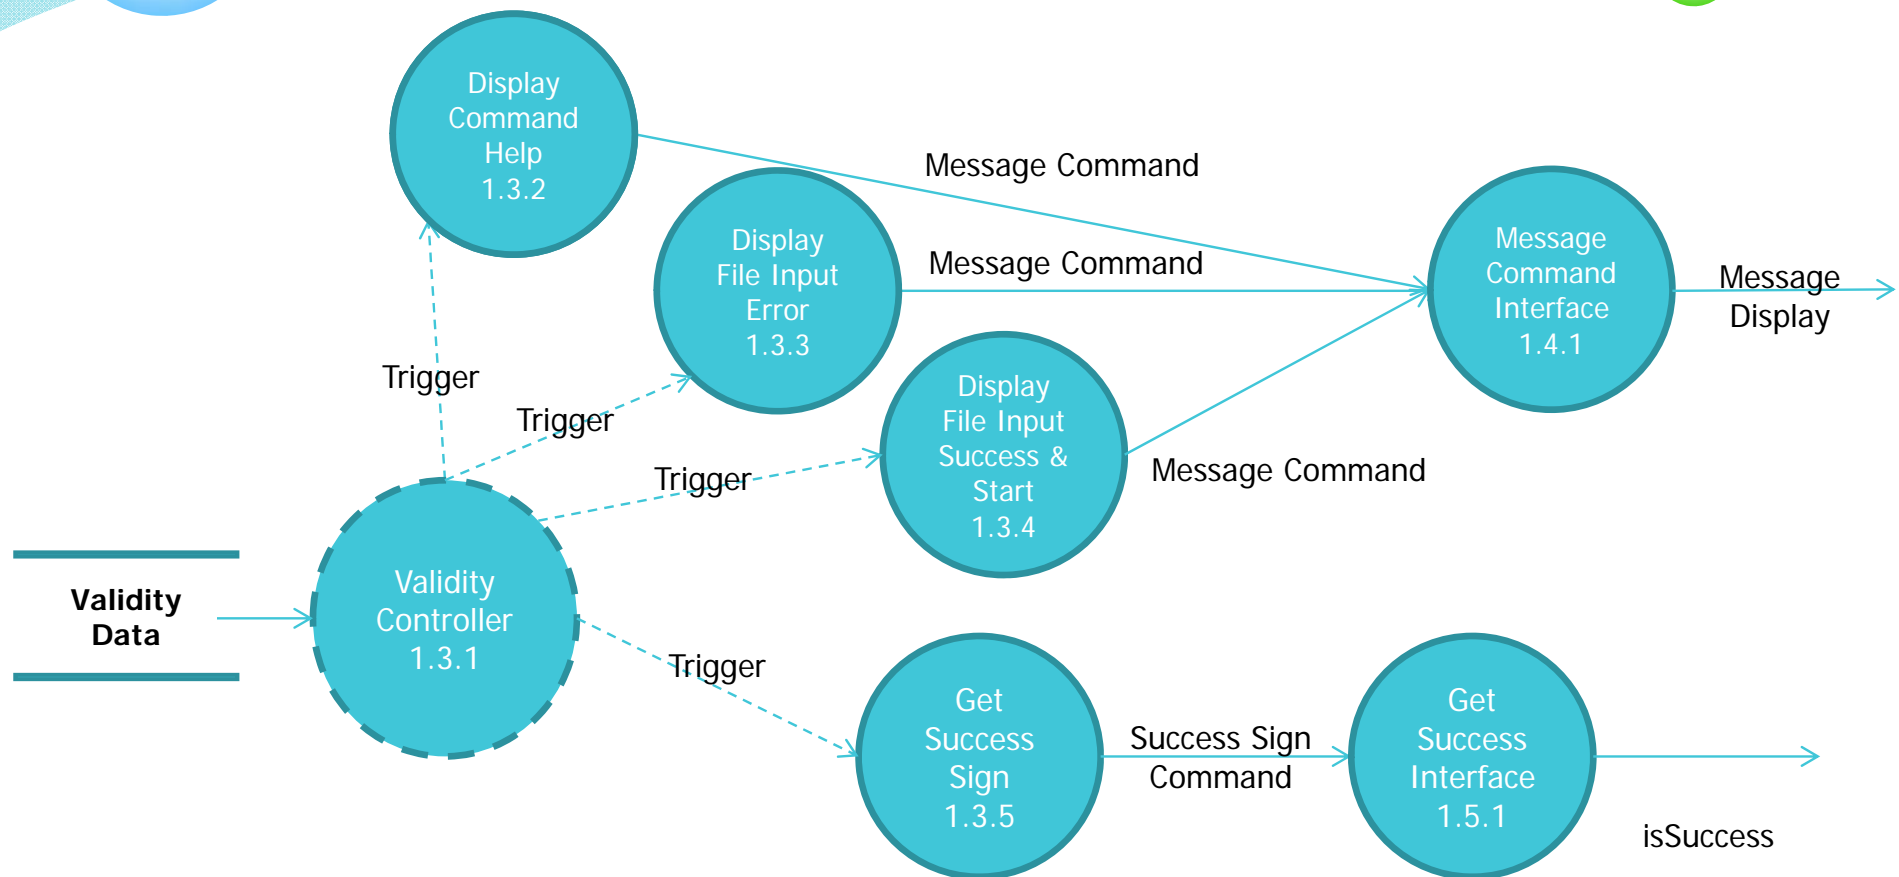 Display
Command
Help
1.3.2
Message Command
Display
File Input
Error
1.3.3
Message Command
Message
Command
Interface
1.4.1
Message
Display
Trigger
Trigger
Trigger
Display
File Input
Success &
Start
1.3.4
Message Command
Validity
Data
Validity
Controller
1.3.1
Trigger
Get
Success
Sign
1.3.5
Success Sign
Command
Get
Success
Interface
1.5.1
isSuccess